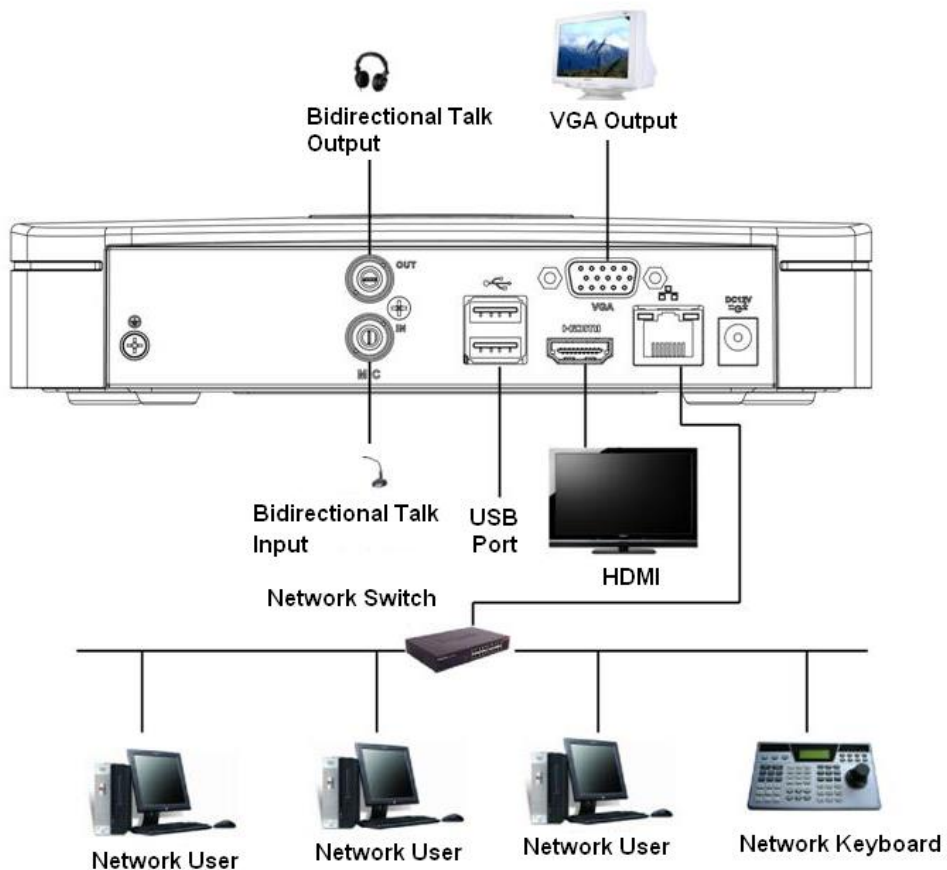 Bidirectional Talk
Output
VGA Output
OUT
IN
MIC
VGA
HDMI
DC12V
Bidirectional Talk
Input
USB
Port
HDMI
Network Switch
Network User
Network User
Network User
Network Keyboard